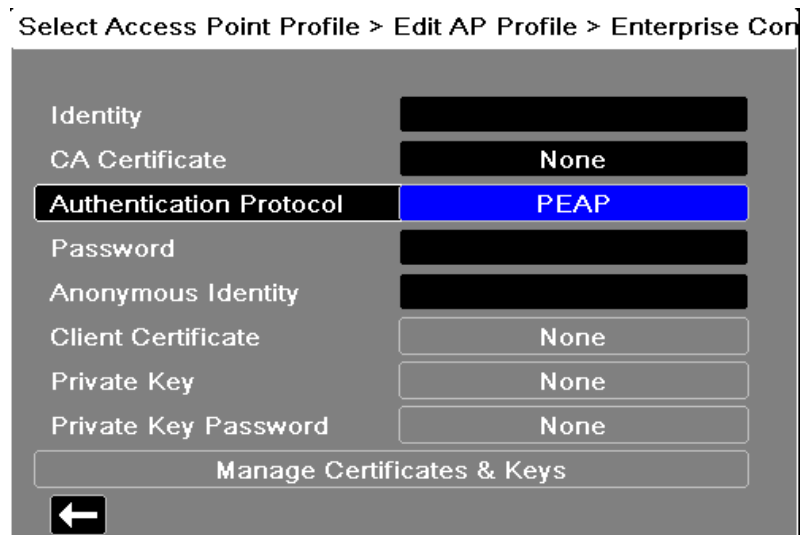 Select Access Point Profile > Edit AP Profile > Enterprise Con
Identity
CA Certificate None
Authentication Protocol PEAP
Password
Anonymous Identity
Client Certificate None
Private Key None
Private Key Password None
Manage Certificates & Keys